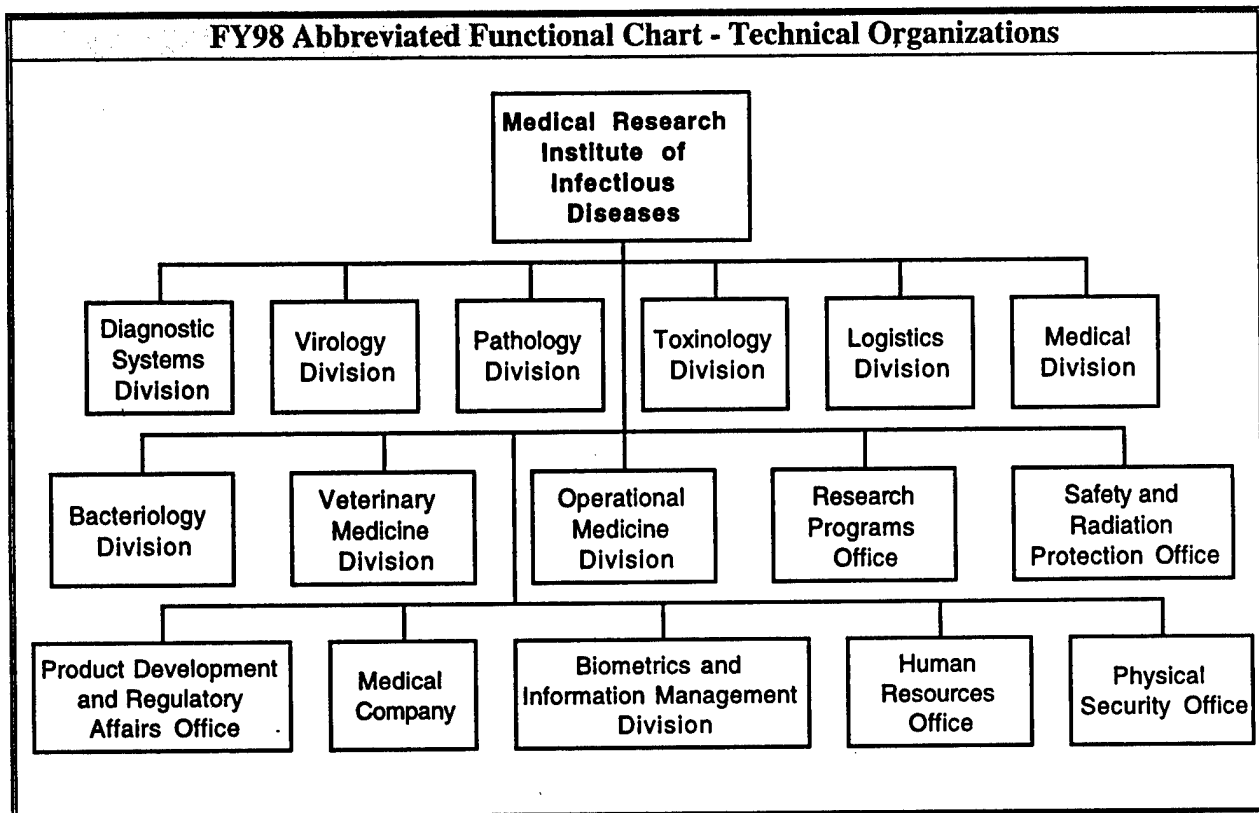 FY98 Abbreviated Functional Chart - Technical Organizations
Medical Research
Institute of
Infectious
Diseases
Diagnostic
Systems
Division
Virology
Division
Pathology
Division
Toxinology
Division
Logistics
Division
Medical
Division
Bacteriology
Division
Veterinary
Medicine
Division
Operational
Medicine
Division
Research
Programs
Office
Safety and
Radiation
Protection Office
Product Development
and Regulatory
Affairs Office
Medical
Company
Biometrics and
Information Management
Division
Human
Resources
Office
Physical
Security Office